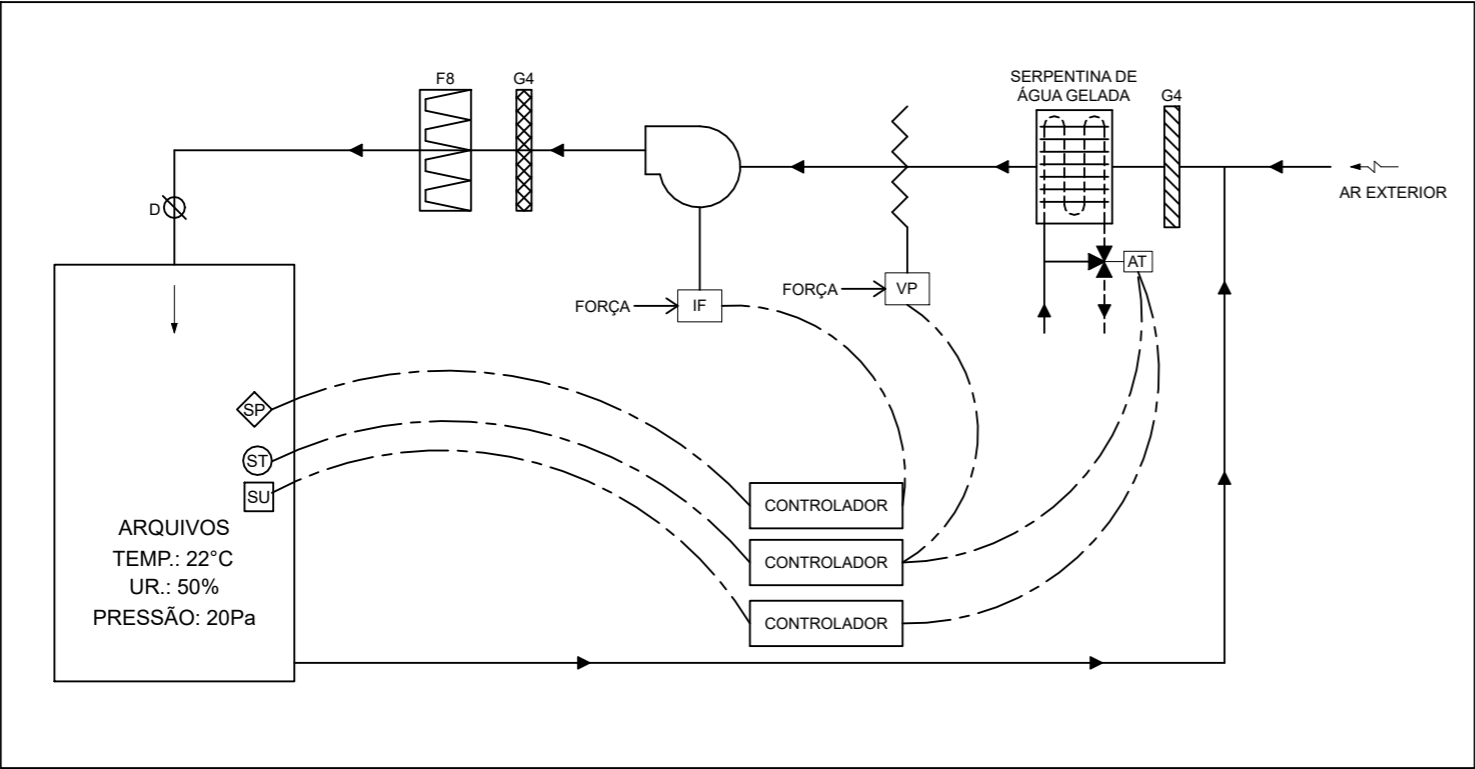 F8
G4
SERPENTINA DE
ÁGUA GELADA
G4
AR EXTERIOR
D
AT
FORÇA
IF
FORÇA
VP
SP
ST
SU
CONTROLADOR
CONTROLADOR
CONTROLADOR
ARQUIVOS
TEMP.: 22°C
UR.: 50%
PRESSÃO: 20Pa